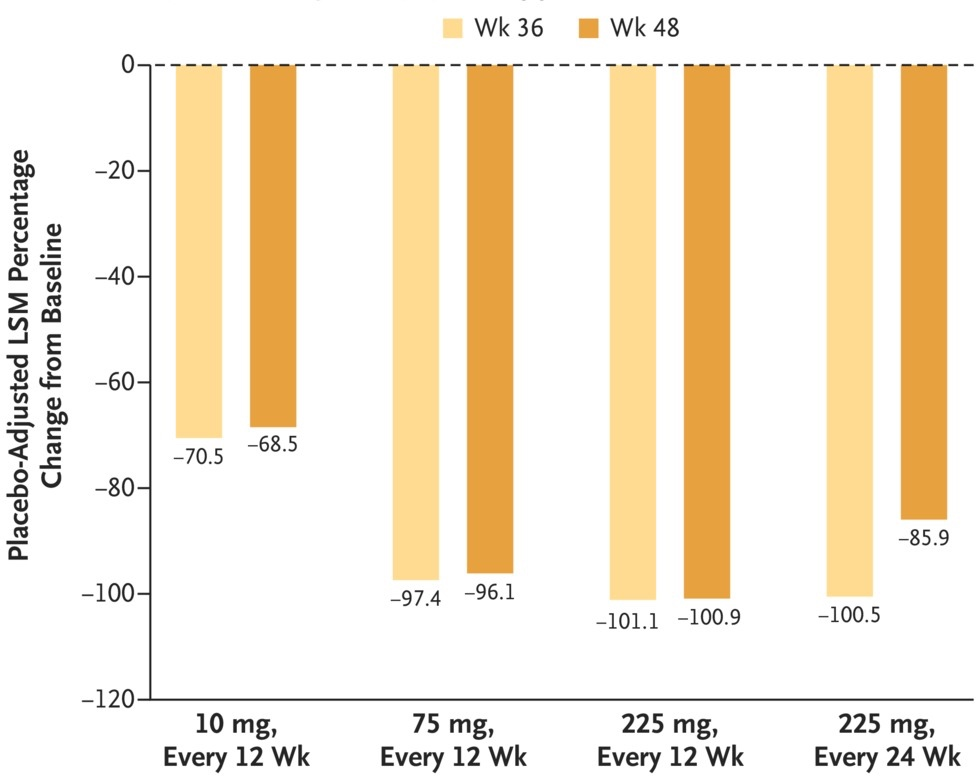 Wk 36 Wk 48
Placebo-Adjusted LSM Percentage
Change from Baseline
0
–20
–40
–60
–80
–100
–120
–70.5
–68.5
–97.4
–96.1
–101.1
–100.9
–100.5
–85.9
10 mg,
Every 12 Wk
75 mg,
Every 12 Wk
225 mg,
Every 12 Wk
225 mg,
Every 24 Wk